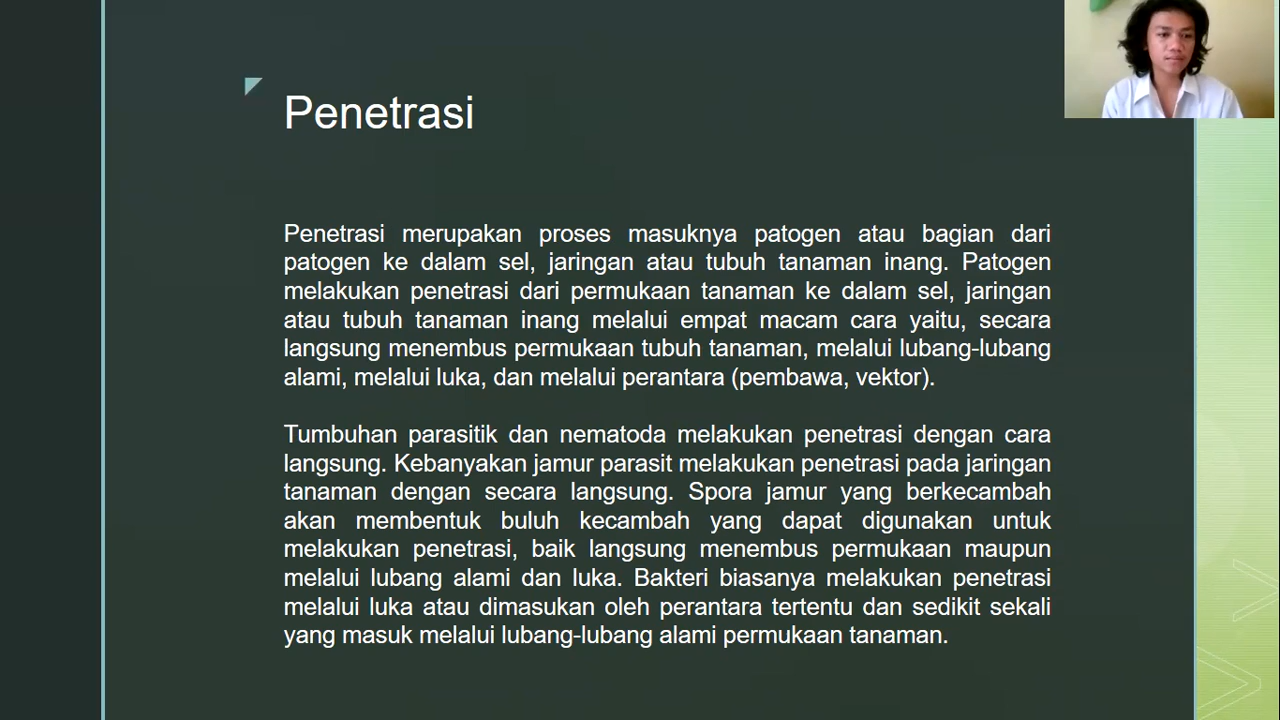 Penetrasi
Penetrasi merupakan proses masuknya patogen atau bagian dari
patogen ke dalam sel, jaringan atau tubuh tanaman inang. Patogen
melakukan penetrasi dari permukaan tanaman ke dalam sel, jaringan
atau tubuh tanaman inang melalui empat macam cara yaitu, secara
langsung menembus permukaan tubuh tanaman, melalui lubang-lubang
alami, melalui luka, dan melalui perantara (pembawa, vektor).
Tumbuhan parasitik dan nematoda melakukan penetrasi dengan cara
langsung. Kebanyakan jamur parasit melakukan penetrasi pada jaringan
tanaman dengan secara langsung. Spora jamur yang berkecambah
akan membentuk buluh kecambah yang dapat digunakan untuk
melakukan penetrasi, baik langsung menembus permukaan maupun
melalui lubang alami dan luka. Bakteri biasanya melakukan penetrasi
melalui luka atau dimasukan oleh perantara tertentu dan sedikit sekali
yang masuk melalui lubang-lubang alami permukaan tanaman.